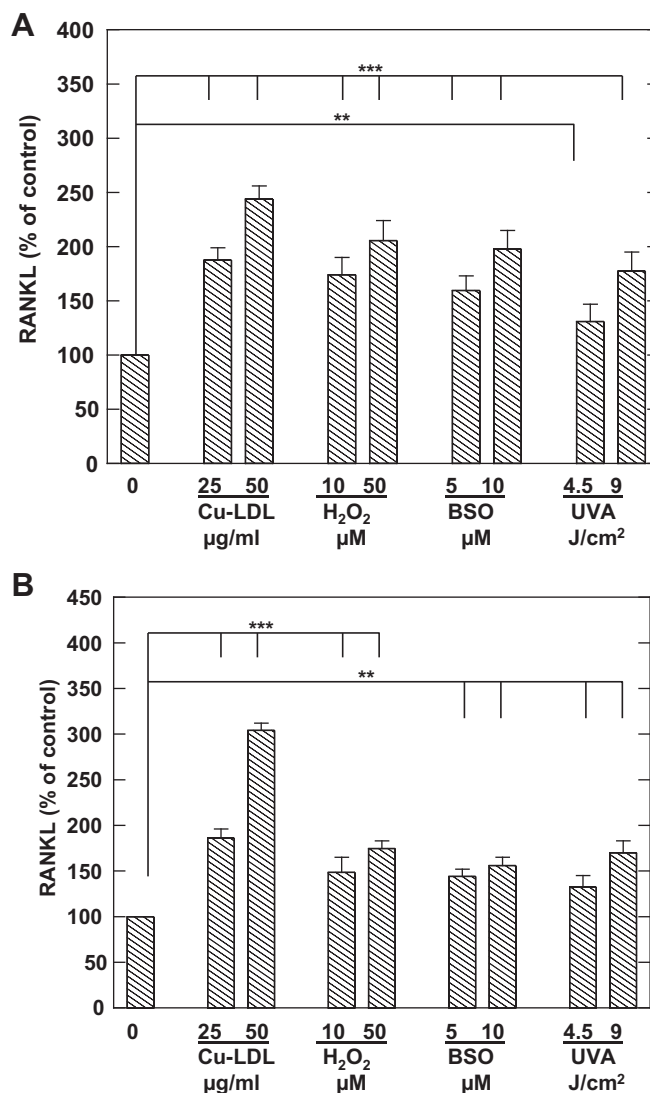 A
400
350
300
250
200
150
100
50
0
RANKL (% of control)
***
**
0 25 50 10 50 5 10 4.5 9
Cu-LDL H₂O₂ BSO UVA
µg/ml µM µM J/cm²
B
450
400
350
300
250
200
150
100
50
0
RANKL (% of control)
***
**
0 25 50 10 50 5 10 4.5 9
Cu-LDL H₂O₂ BSO UVA
µg/ml µM µM J/cm²